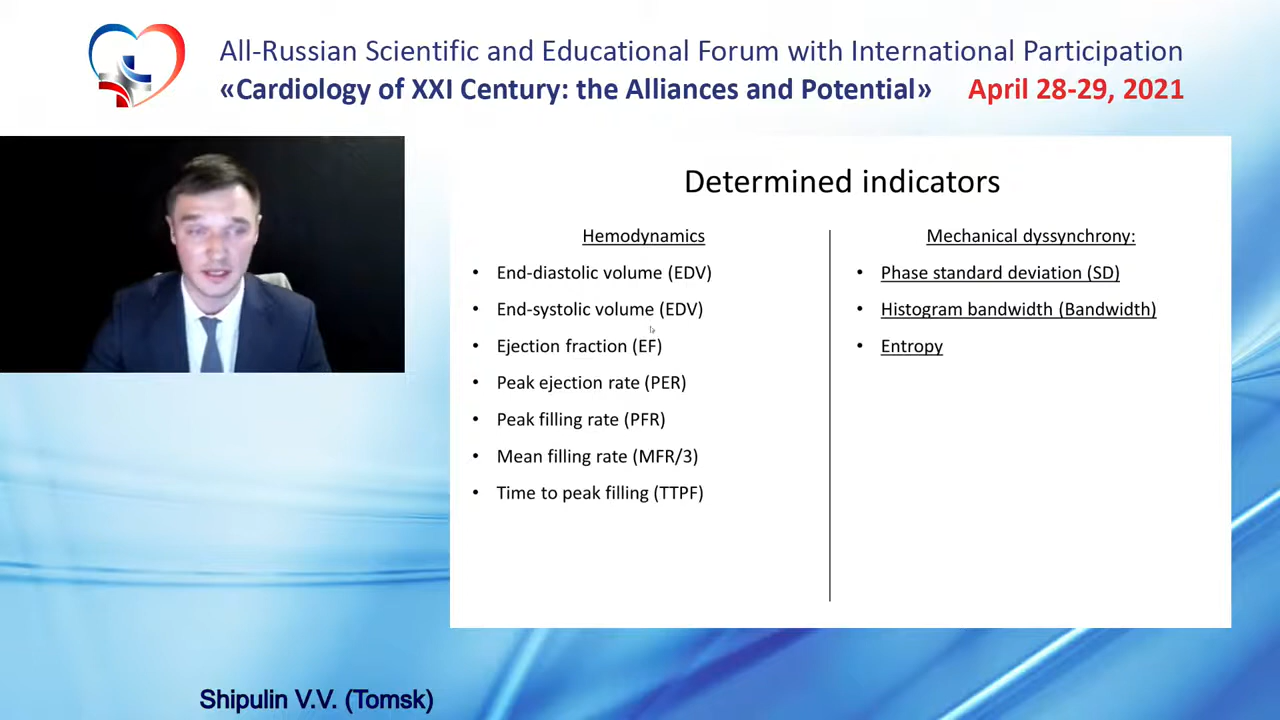 All-Russian Scientific and Educational Forum with International Participation
«Cardiology of XXI Century: the Alliances and Potential» April 28-29, 2021
Determined indicators
Hemodynamics
• End-diastolic volume (EDV)
• End-systolic volume (EDV)
• Ejection fraction (EF)
• Peak ejection rate (PER)
• Peak filling rate (PFR)
• Mean filling rate (MFR/3)
• Time to peak filling (TTPF)
Mechanical dyssynchrony:
• Phase standard deviation (SD)
• Histogram bandwidth (Bandwidth)
• Entropy
Shipulin V.V. (Tomsk)